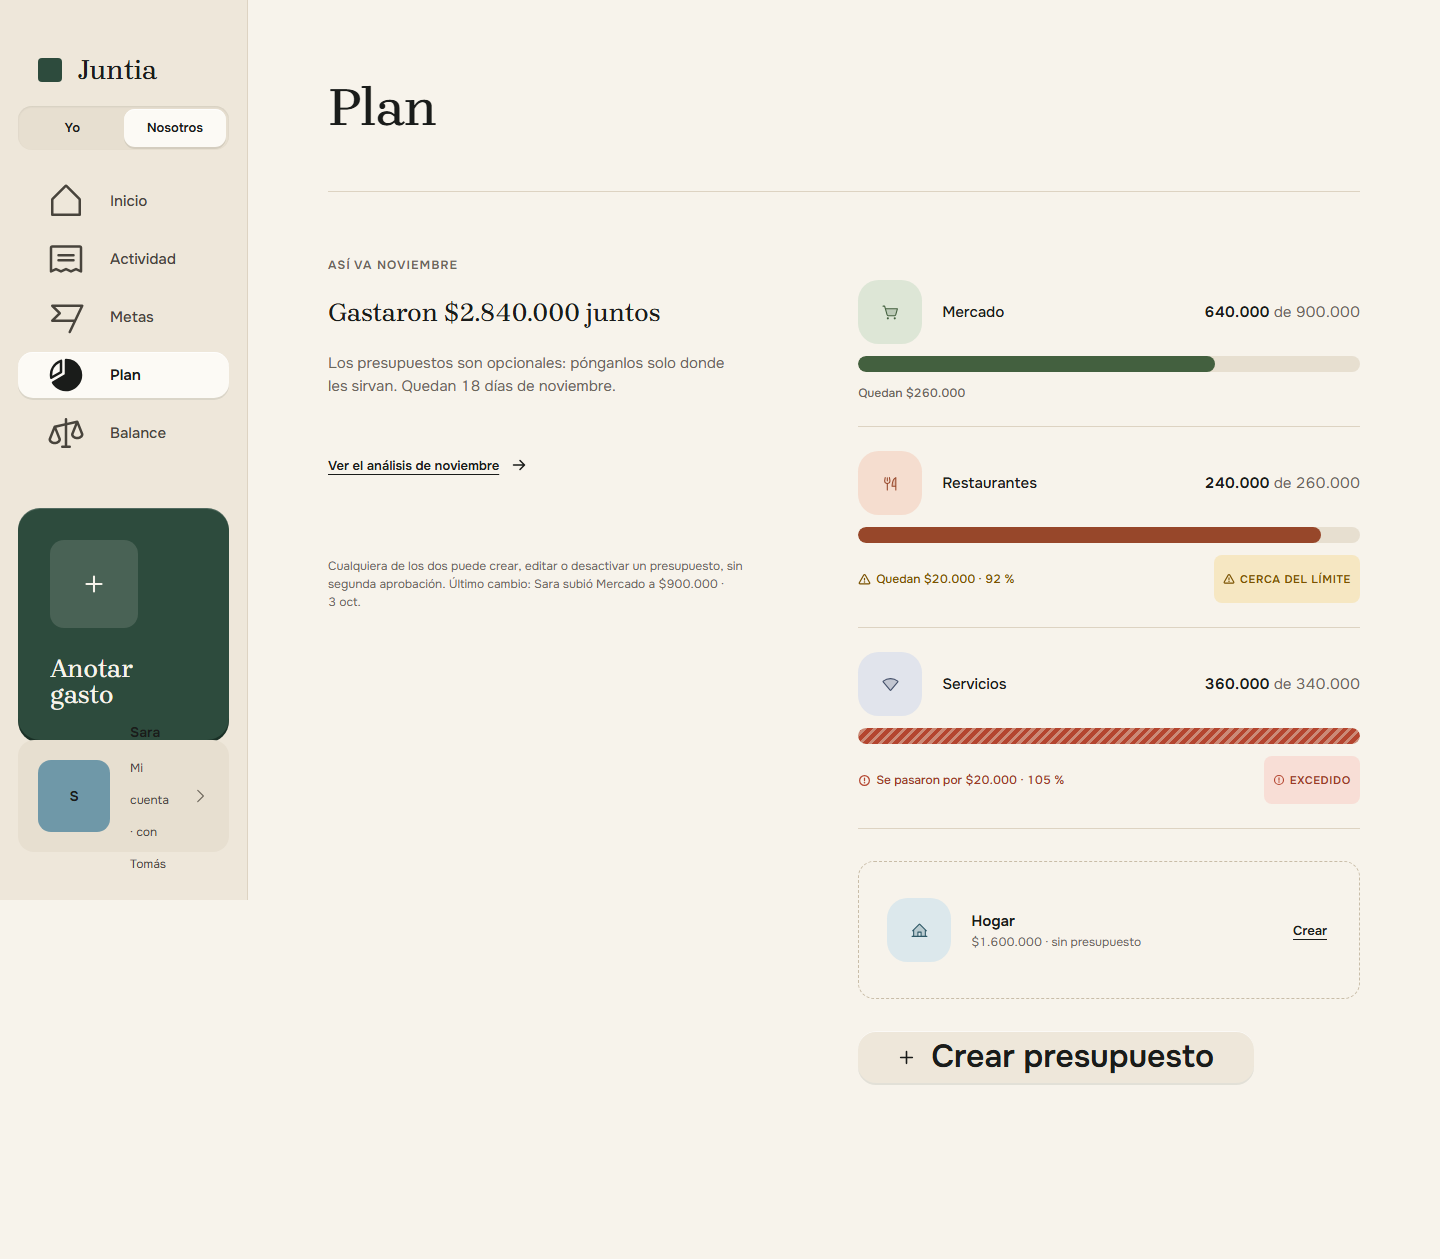 Juntia
Yo
Nosotros
Inicio
Actividad
Metas
Plan
Balance
Anotar
gasto
S
Sara
Mi
cuenta
· con
Tomás
Plan
ASÍ VA NOVIEMBRE
Gastaron $2.840.000 juntos
Los presupuestos son opcionales: pónganlos solo donde
les sirvan. Quedan 18 días de noviembre.
Ver el análisis de noviembre
Cualquiera de los dos puede crear, editar o desactivar un presupuesto, sin
segunda aprobación. Último cambio: Sara subió Mercado a $900.000 ·
3 oct.
Mercado
640.000 de 900.000
Quedan $260.000
Restaurantes
240.000 de 260.000
Quedan $20.000 · 92 %
CERCA DEL LÍMITE
Servicios
360.000 de 340.000
Se pasaron por $20.000 · 105 %
EXCEDIDO
Hogar
$1.600.000 · sin presupuesto
Crear
Crear presupuesto